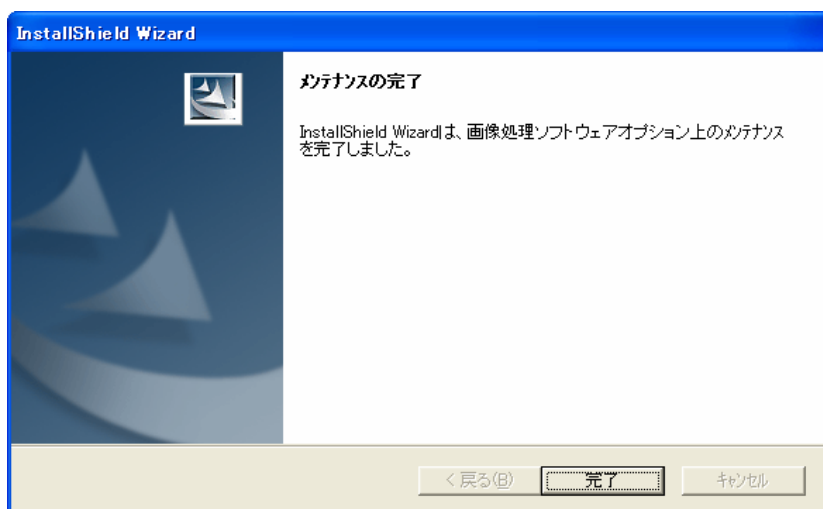 InstallShield Wizard
ﾒﾝﾃﾅﾝｽの完了
InstallShield Wizardは、画像処理ソフトウェアオプション上のﾒﾝﾃﾅﾝｽ
を完了しました。
< 戻る(B)
完了
ｷｬﾝｾﾙ